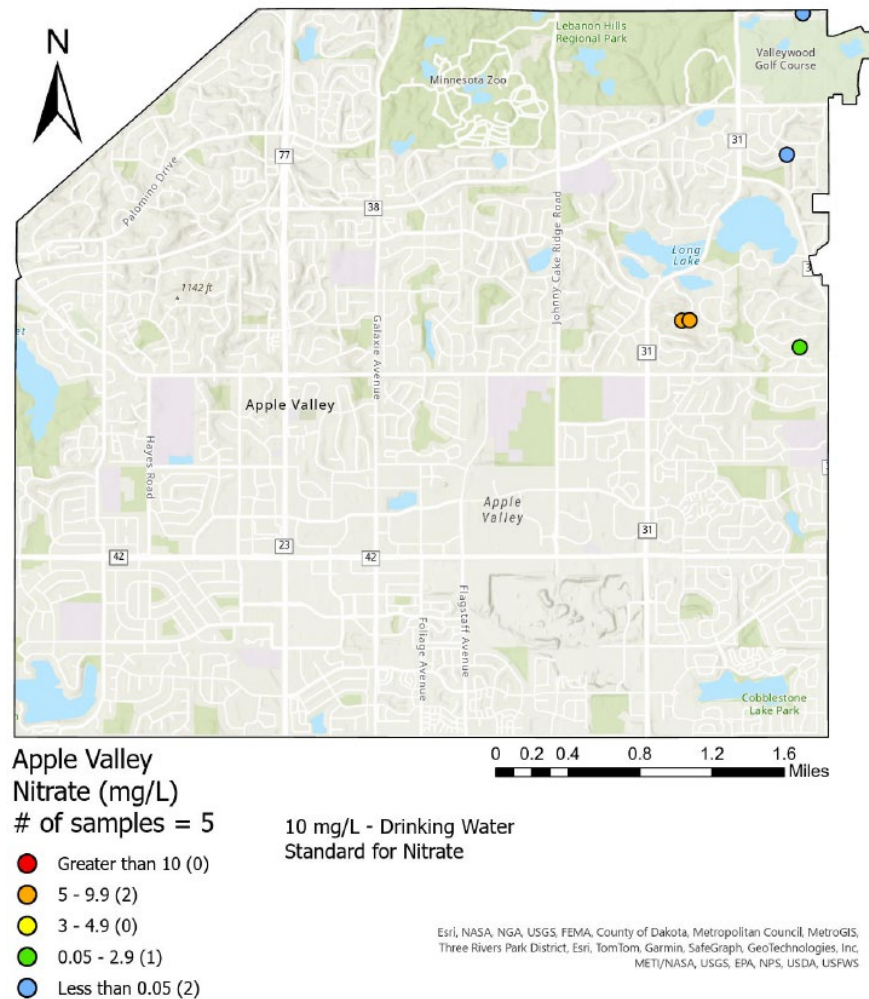 N
Lebanon Hills
Regional Park
Valleywood
Golf Course
Minnesota Zoo
31
77
Palomino Drive
38
Johnny Cake Ridge Road
Long
Lake
3
1142 ft
Galaxie Avenue
31
Apple Valley
Hayes Road
Apple
Valley
31
23
42
42
Foliage Avenue
Flagstaff Avenue
Cobblestone
Lake Park
Apple Valley
Nitrate (mg/L)
# of samples = 5
0 0.2 0.4 0.8 1.2 1.6
Miles
10 mg/L - Drinking Water
Standard for Nitrate
Greater than 10 (0)
5 - 9.9 (2)
3 - 4.9 (0)
0.05 - 2.9 (1)
Less than 0.05 (2)
Esri, NASA, NGA, USGS, FEMA, County of Dakota, Metropolitan Council, MetroGIS,
Three Rivers Park District, Esri, TomTom, Garmin, SafeGraph, GeoTechnologies, Inc,
METI/NASA, USGS, EPA, NPS, USDA, USFWS